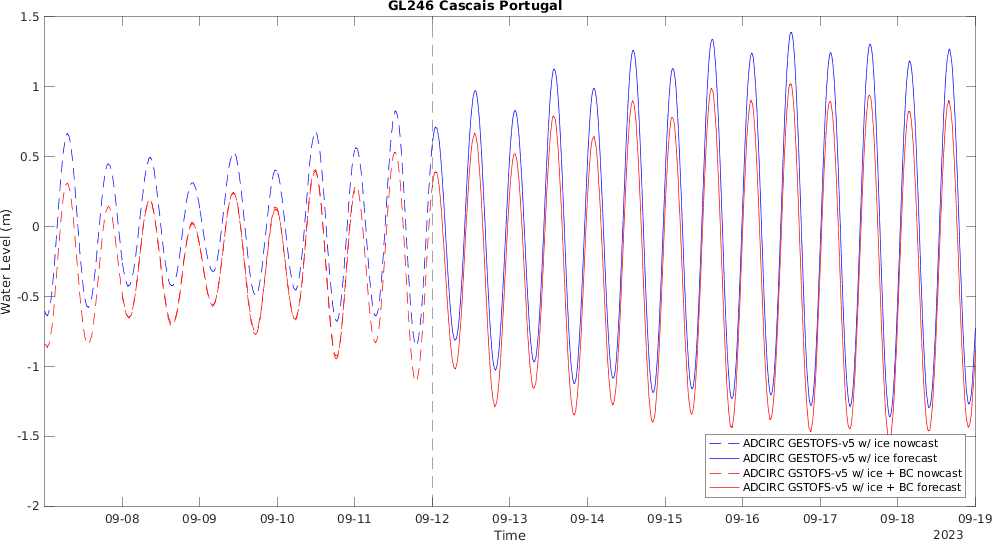 GL246 Cascais Portugal
1.5
1
0.5
0
-0.5
-1
-1.5
-2
Water Level (m)
ADCIRC GESTOFS-v5 w/ ice nowcast
ADCIRC GESTOFS-v5 w/ ice forecast
ADCIRC GSTOFS-v5 w/ ice + BC nowcast
ADCIRC GSTOFS-v5 w/ ice + BC forecast
09-08 09-09 09-10 09-11 09-12 09-13 09-14 09-15 09-16 09-17 09-18 09-19
Time
2023